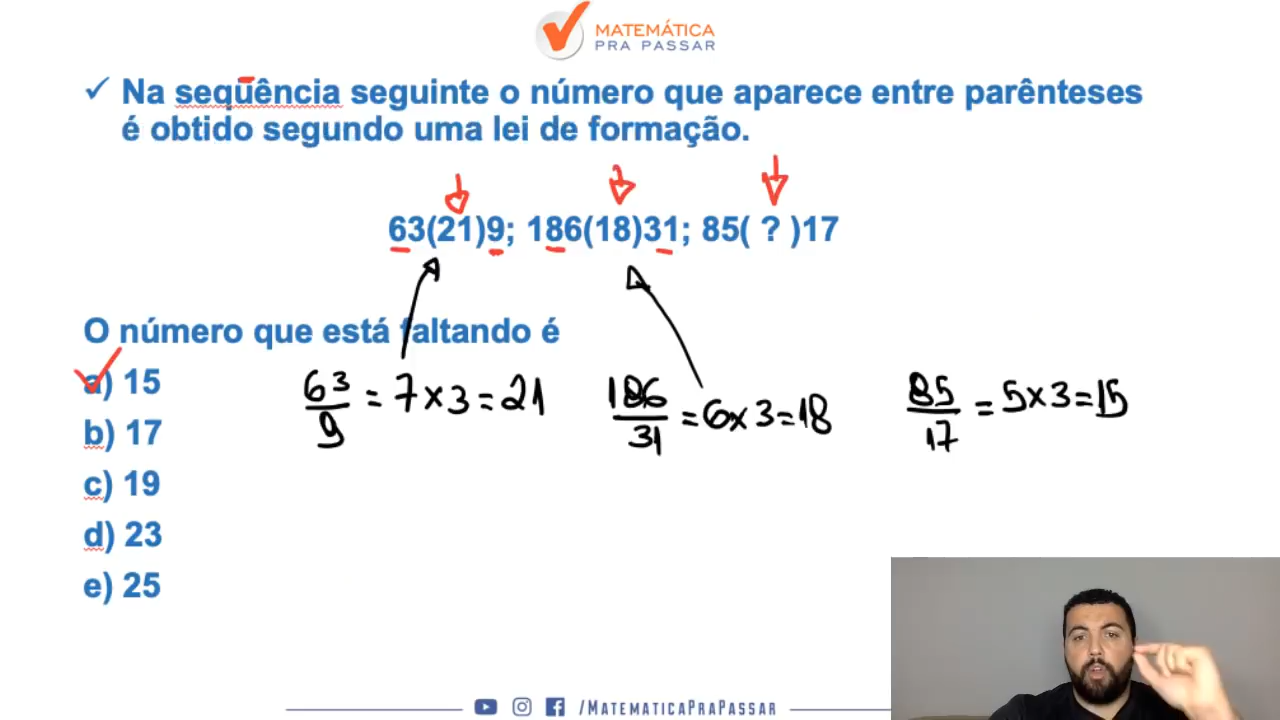 MATEMÁTICA
PRA PASSAR
Na seqüência seguinte o número que aparece entre parênteses
é obtido segundo uma lei de formação.
63(21)9; 186(18)31; 85( ? )17
O número que está faltando é
a) 15
b) 17
c) 19
d) 23
e) 25
63/9 = 7 x 3 = 21
186/31 = 6 x 3 = 18
85/17 = 5 x 3 = 15
/MATEMATICAPRAPASSAR